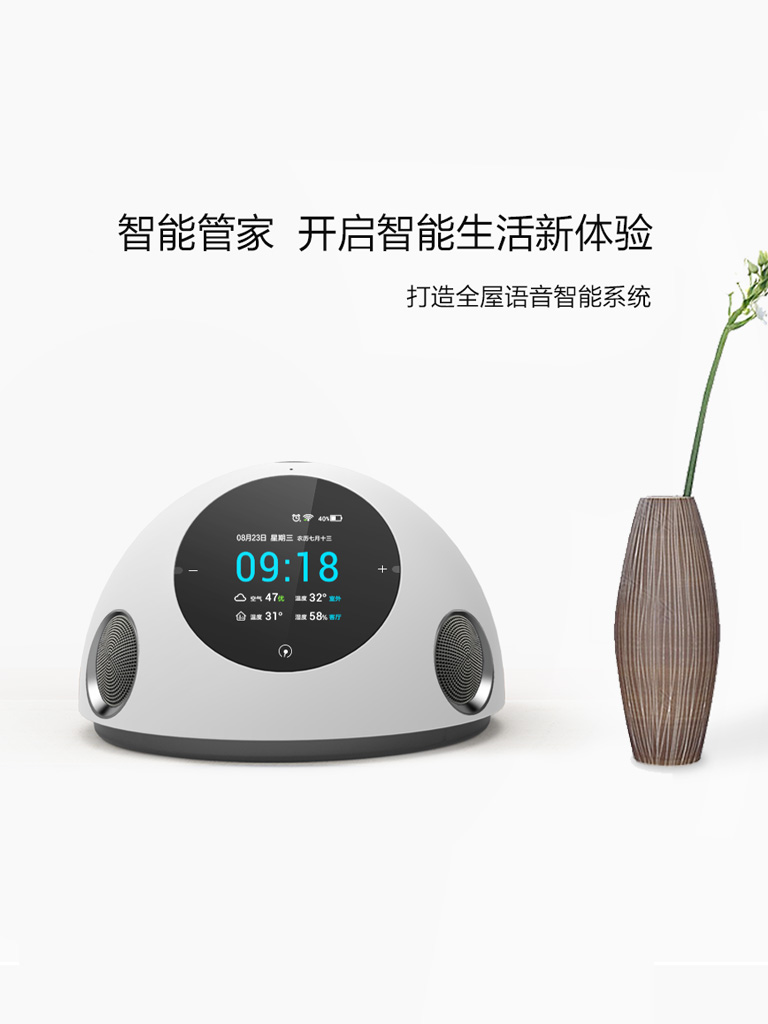 智能管家 开启智能生活新体验
打造全屋语音智能系统
40%
08月23日 星期三 农历七月十三
09:18
空气 47优 温度 32° 室外
温度 31° 湿度 58% 客厅